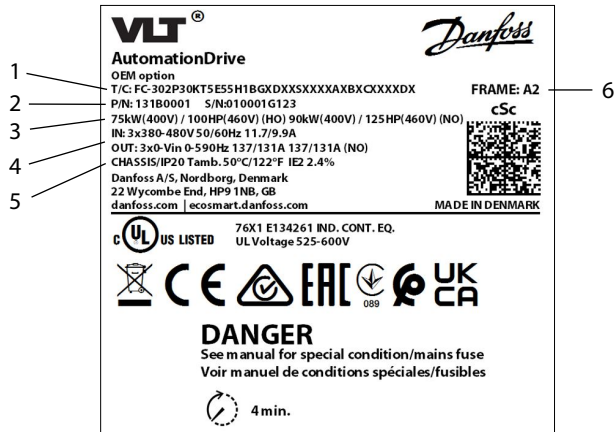 VLT®
Danfoss
AutomationDrive
OEM option
1 T/C: FC-302P30KT5E55H1BGXDXXSXXXXAXBXCXXXXDX
FRAME: A2 6
2 P/N: 131B0001 S/N:010001G123
cSc
3 75kW(400V) / 100HP(460V) (HO) 90kW(400V) / 125HP(460V) (NO)
4 IN: 3x380-480V 50/60Hz 11.7/9.9A
OUT: 3x0-Vin 0-590Hz 137/131A 137/131A (NO)
5 CHASSIS/IP20 Tamb. 50°C/122°F IE2 2.4%
Danfoss A/S, Nordborg, Denmark
22 Wycombe End, HP9 1NB, GB
danfoss.com | ecosmart.danfoss.com
MADE IN DENMARK
c UL US LISTED
76X1 E134261 IND. CONT. EQ.
UL Voltage 525-600V
CE EAC 089 UK CA
DANGER
See manual for special condition/mains fuse
Voir manuel de conditions spéciales/fusibles
4 min.